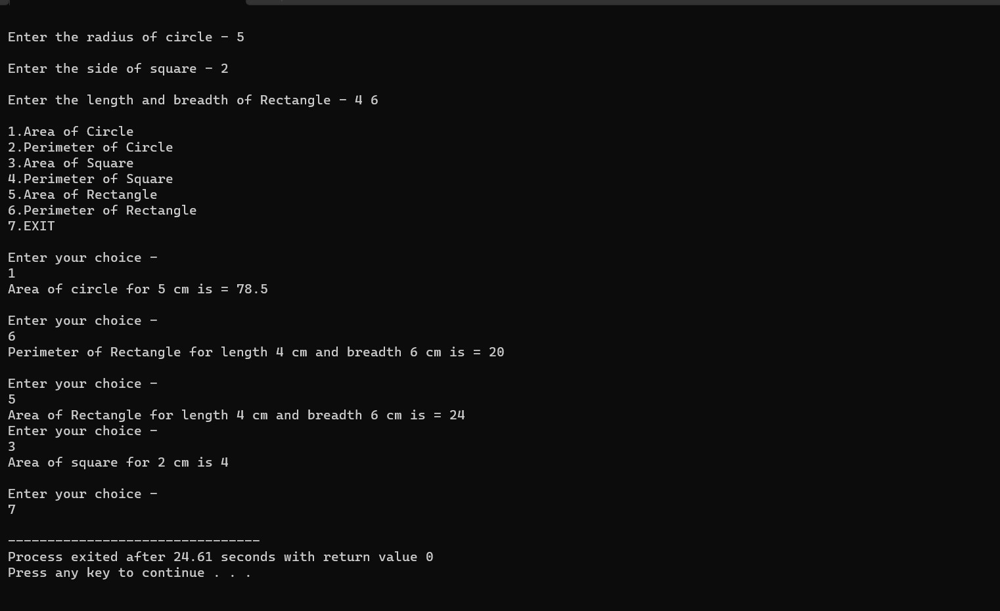 Enter the radius of circle - 5
Enter the side of square - 2
Enter the length and breadth of Rectangle - 4 6
1.Area of Circle
2.Perimeter of Circle
3.Area of Square
4.Perimeter of Square
5.Area of Rectangle
6.Perimeter of Rectangle
7.EXIT
Enter your choice -
1
Area of circle for 5 cm is = 78.5
Enter your choice -
6
Perimeter of Rectangle for length 4 cm and breadth 6 cm is = 20
Enter your choice -
5
Area of Rectangle for length 4 cm and breadth 6 cm is = 24
Enter your choice -
3
Area of square for 2 cm is 4
Enter your choice -
7
--------------------------------
Process exited after 24.61 seconds with return value 0
Press any key to continue . . .